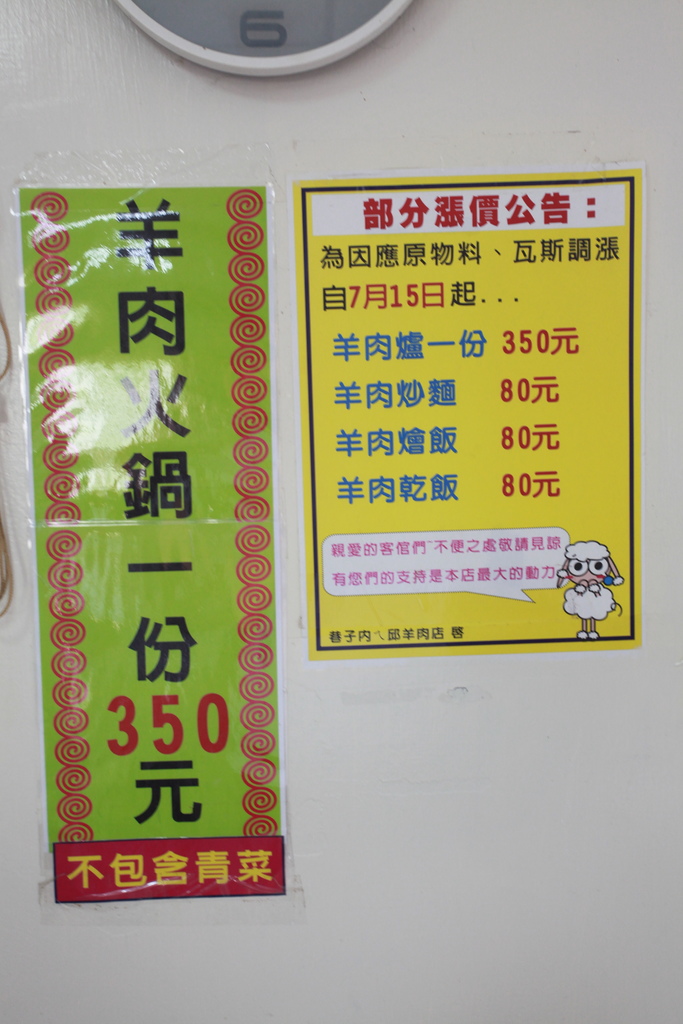 6
羊肉火鍋一份350元
不包含青菜
部分漲價公告：
為因應原物料、瓦斯調漲
自7月15日起...
羊肉爐一份 350元
羊肉炒麵 80元
羊肉燴飯 80元
羊肉乾飯 80元
親愛的客倌們~不便之處敬請見諒
有您們的支持是本店最大的動力
巷子內ㄟ邱羊肉店 啓